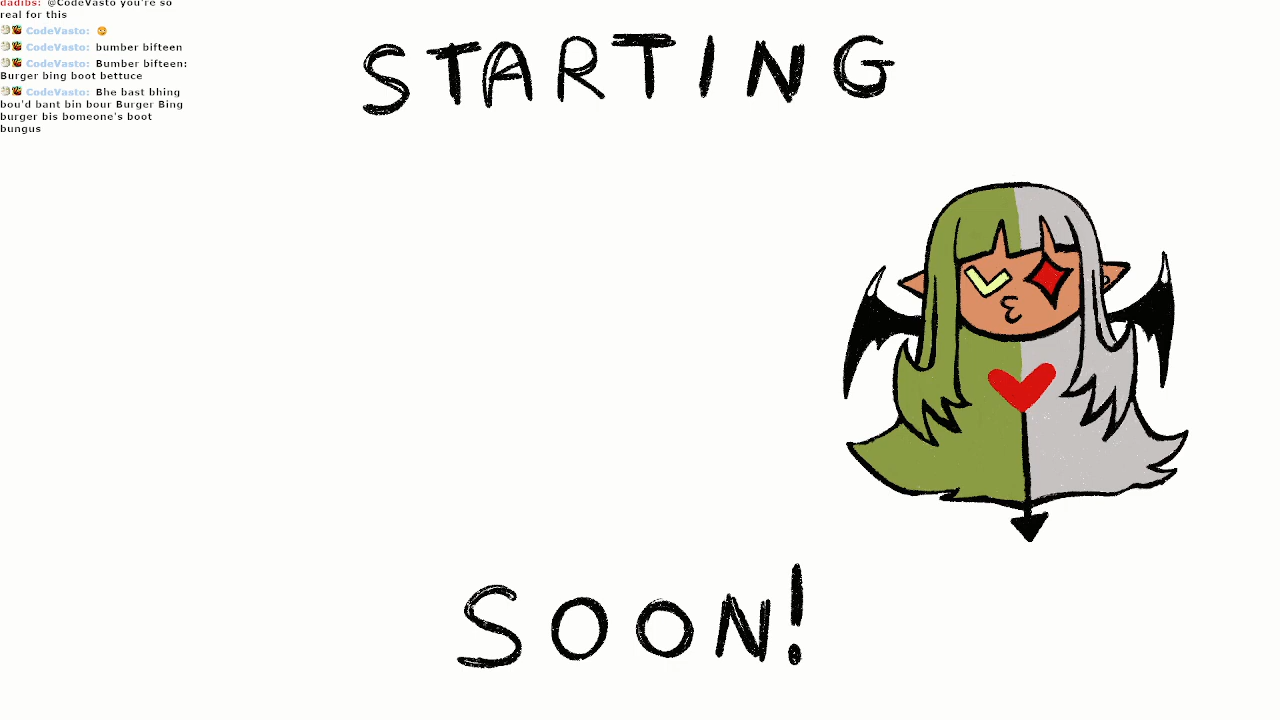 dadibs: @CodeVasto you're so
real for this
CodeVasto:
CodeVasto: bumber bifteen
CodeVasto: Bumber bifteen:
Burger bing boot bettuce
CodeVasto: Bhe bast bhing
bou'd bant bin bour Burger Bing
burger bis bomeone's boot
bungus
STARTING
SOON!